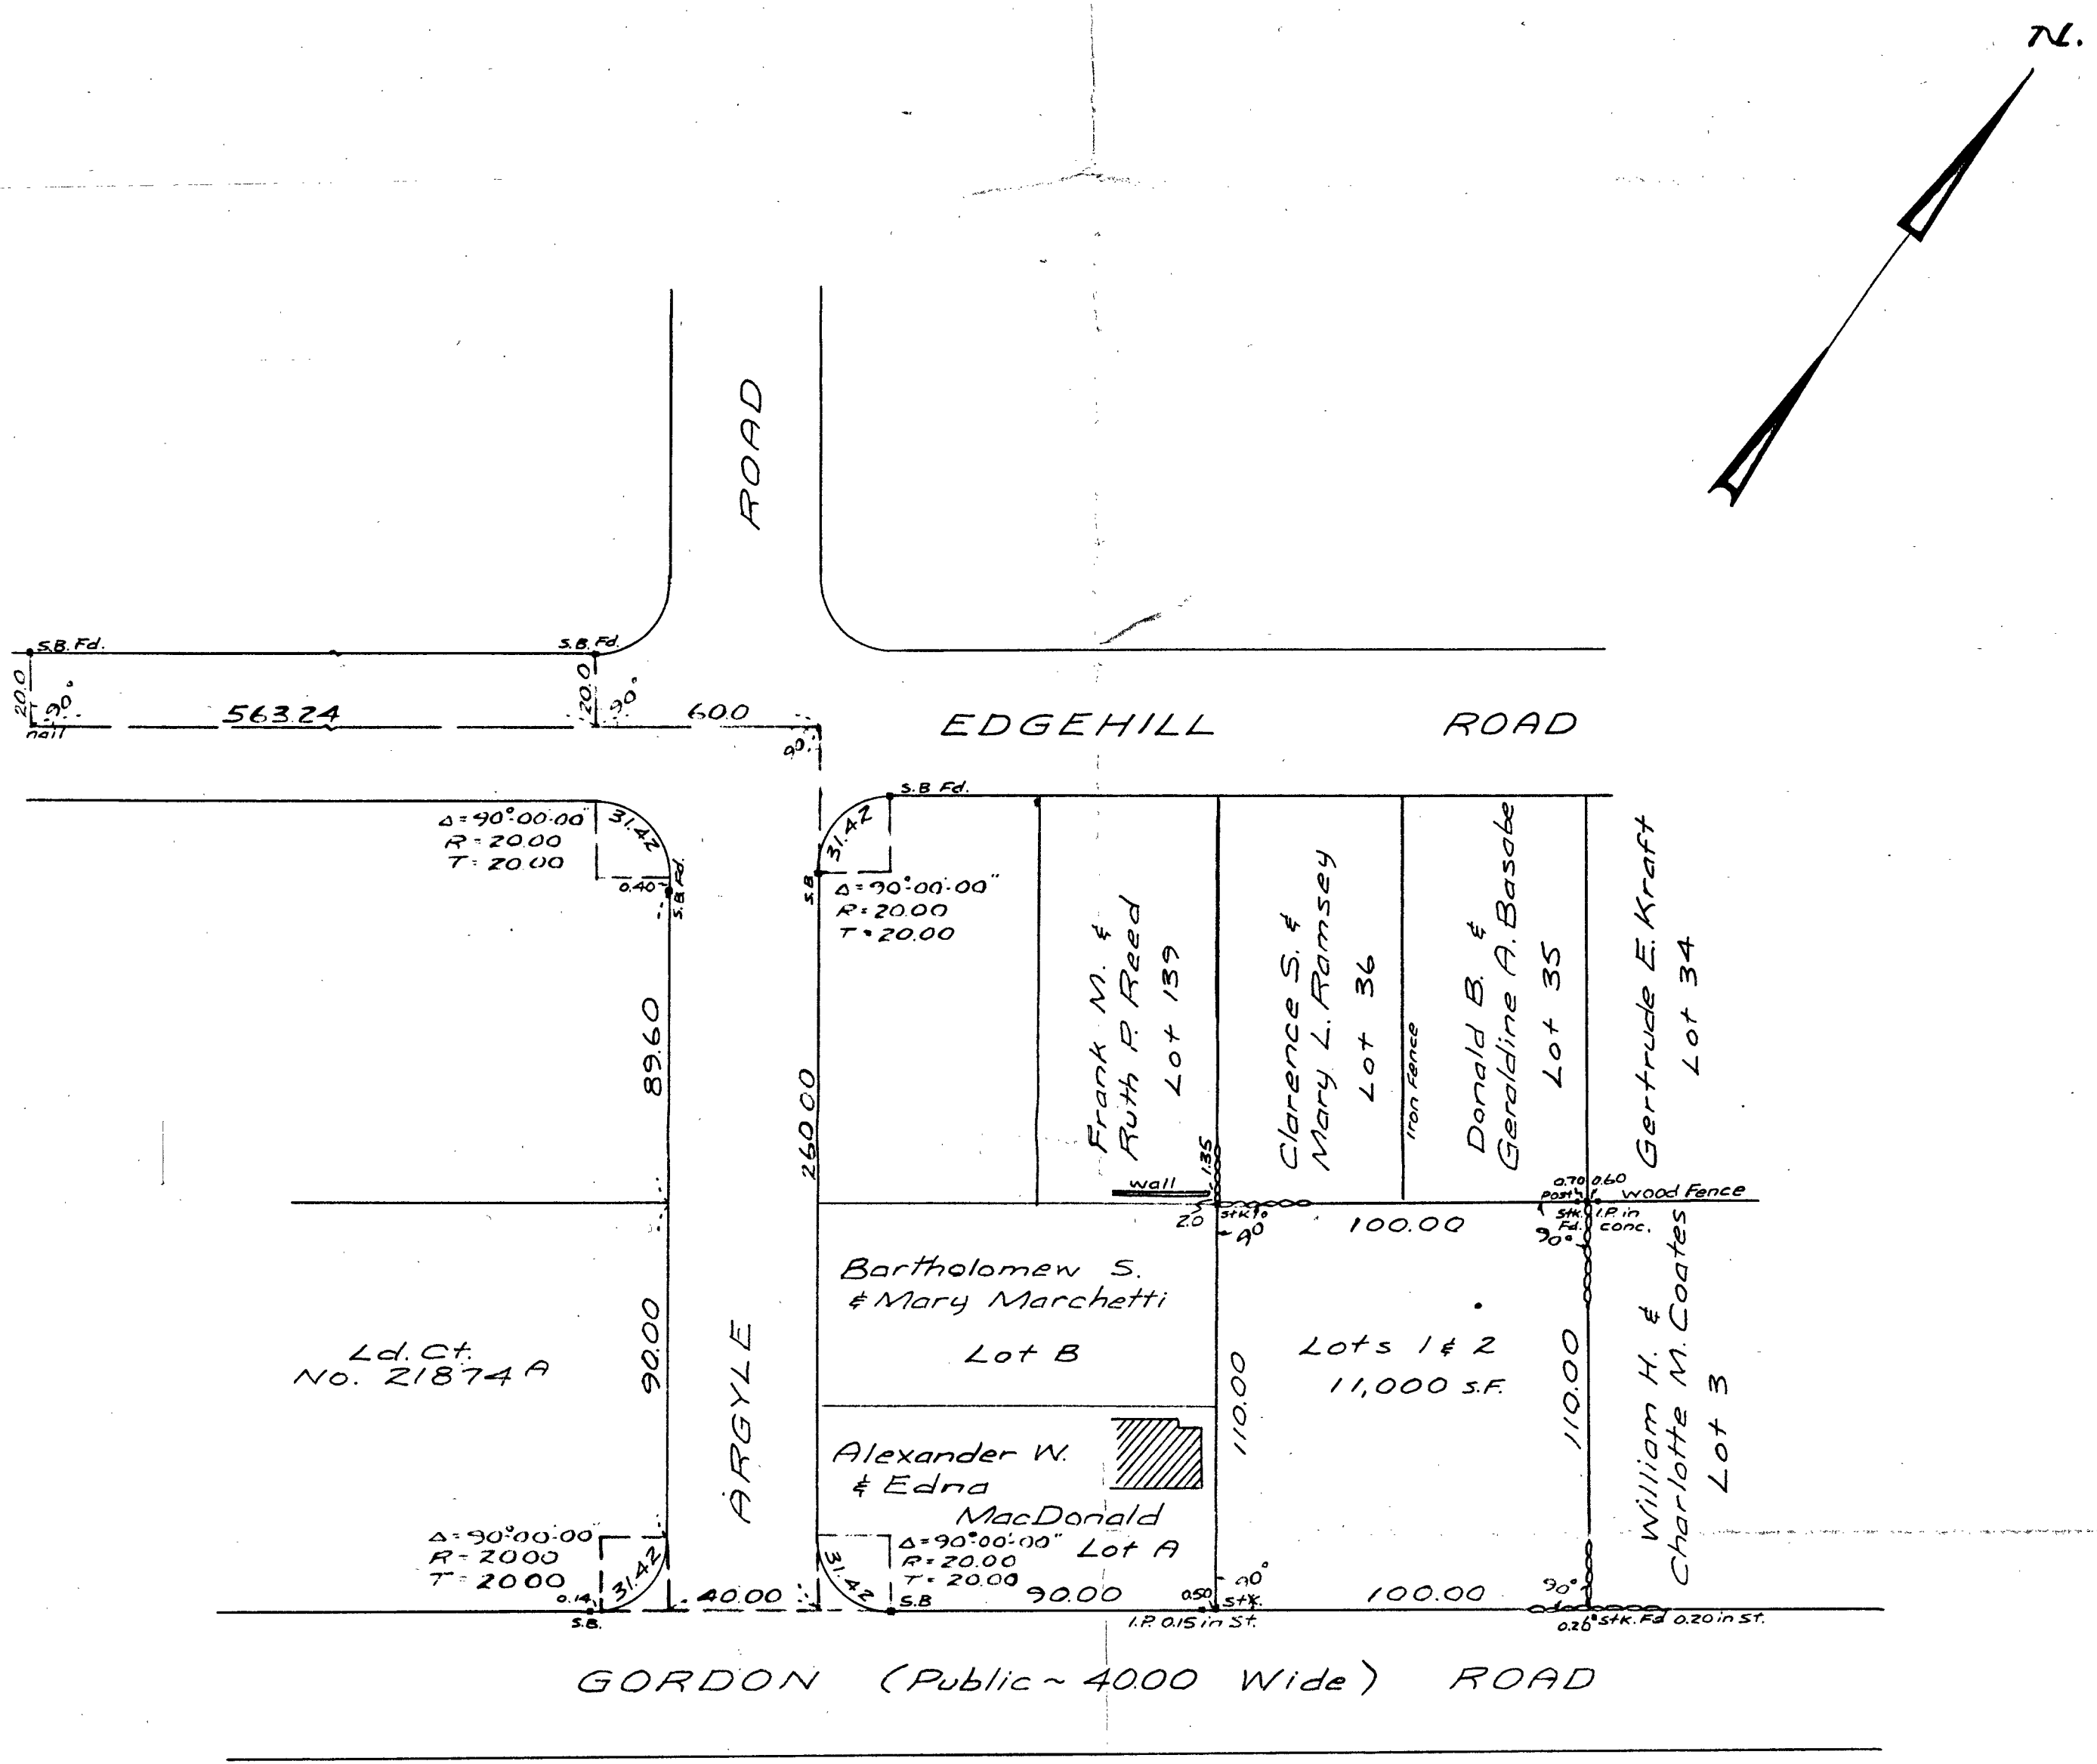 N.
ROAD
S.B. Fd.
S.B. Fd.
20.0
90°
nail
563.24
20.0
90°
60.0
90°
EDGEHILL ROAD
Δ=90°-00'-00"
R=20.00
T=20.00
31.42
0.40
S.B. Fd.
S.B Fd.
31.42
S.B.
Δ=90°-00'-00"
R=20.00
T=20.00
89.60
260.00
Frank M. &
Ruth P. Reed
Lot 139
Clarence S. &
Mary L. Ramsey
Lot 36
Iron Fence
Donald B. &
Geraldine A. Basabe
Lot 35
Gertrude E. Kraft
Lot 34
wall
1.35
2.0
Stk.
90
100.00
0.70
0.60
Post
Wood Fence
Stk.
Fd.
I.P. in
conc.
90°
Ld. Ct.
No. 21874 A
90.00
ARGYLE
Bartholomew S.
& Mary Marchetti
Lot B
110.00
Lots 1 & 2
11,000 S.F.
110.00
William H. &
Charlotte M. Coates
Lot 3
Alexander W.
& Edna
MacDonald
Lot A
Δ=90°-00'-00"
R=20.00
T=20.00
31.42
0.14
S.B.
40.00
31.42
Δ=90°-00'-00"
R=20.00
T=20.00
S.B
90.00
0.50
Stk.
90°
I.P. 0.15 in St.
100.00
90°
0.26
Stk. Fd 0.20 in St.
GORDON (Public ~ 40.00 Wide) ROAD